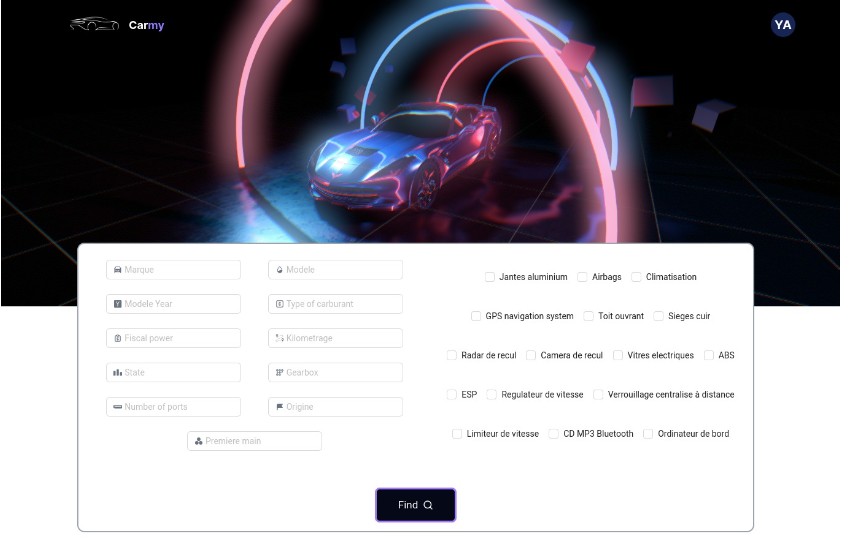 Carmy
YA
Marque
Modele
Modele Year
Type of carburant
Fiscal power
Kilometrage
State
Gearbox
Number of ports
Origine
Premiere main
Jantes aluminium Airbags Climatisation
GPS navigation system Toit ouvrant Sieges cuir
Radar de recul Camera de recul Vitres electriques ABS
ESP Regulateur de vitesse Verrouillage centralise à distance
Limiteur de vitesse CD MP3 Bluetooth Ordinateur de bord
Find